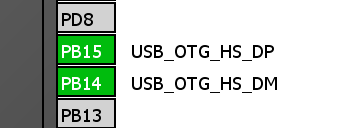 PD8
PB15 USB_OTG_HS_DP
PB14 USB_OTG_HS_DM
PB13